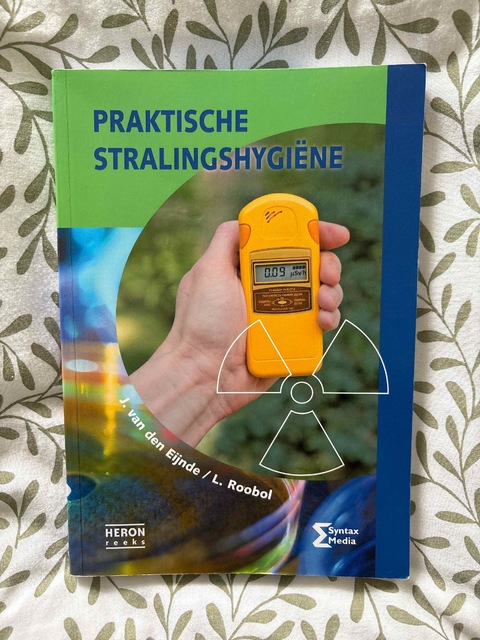 PRAKTISCHE
STRALINGSHYGIËNE
0.09 µSv/h
J. van den Eijnde / L. Roobol
HERON
reeks
Syntax
Media